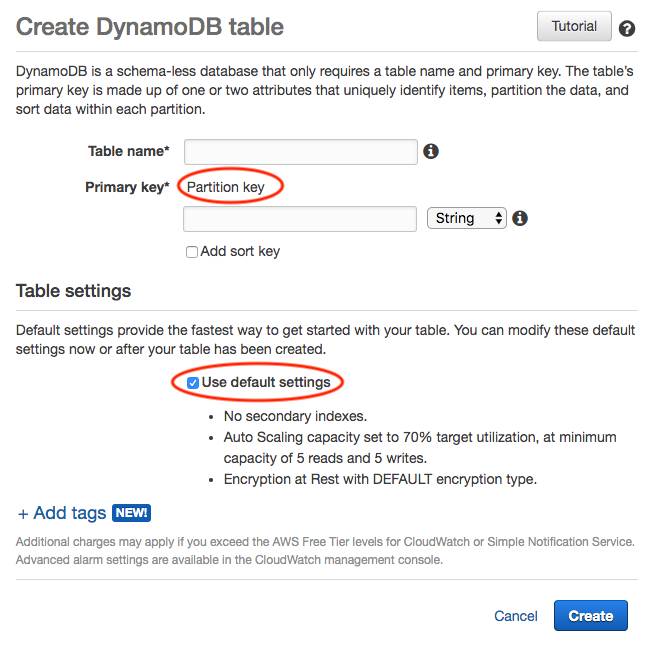 Create DynamoDB table
Tutorial
?
DynamoDB is a schema-less database that only requires a table name and primary key. The table's
primary key is made up of one or two attributes that uniquely identify items, partition the data, and
sort data within each partition.
Table name*
Primary key* Partition key
String
Add sort key
Table settings
Default settings provide the fastest way to get started with your table. You can modify these default
settings now or after your table has been created.
Use default settings
• No secondary indexes.
• Auto Scaling capacity set to 70% target utilization, at minimum
capacity of 5 reads and 5 writes.
• Encryption at Rest with DEFAULT encryption type.
+ Add tags NEW!
Additional charges may apply if you exceed the AWS Free Tier levels for CloudWatch or Simple Notification Service.
Advanced alarm settings are available in the CloudWatch management console.
Cancel
Create